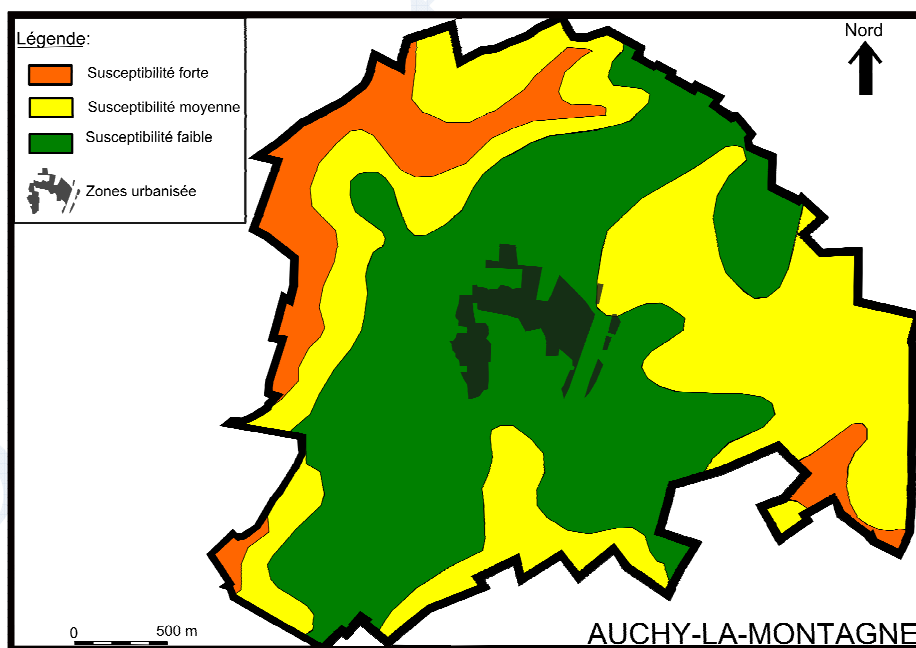 Légende:
Susceptibilité forte
Susceptibilité moyenne
Susceptibilité faible
Zones urbanisée
Nord
0 500 m
AUCHY-LA-MONTAGNE